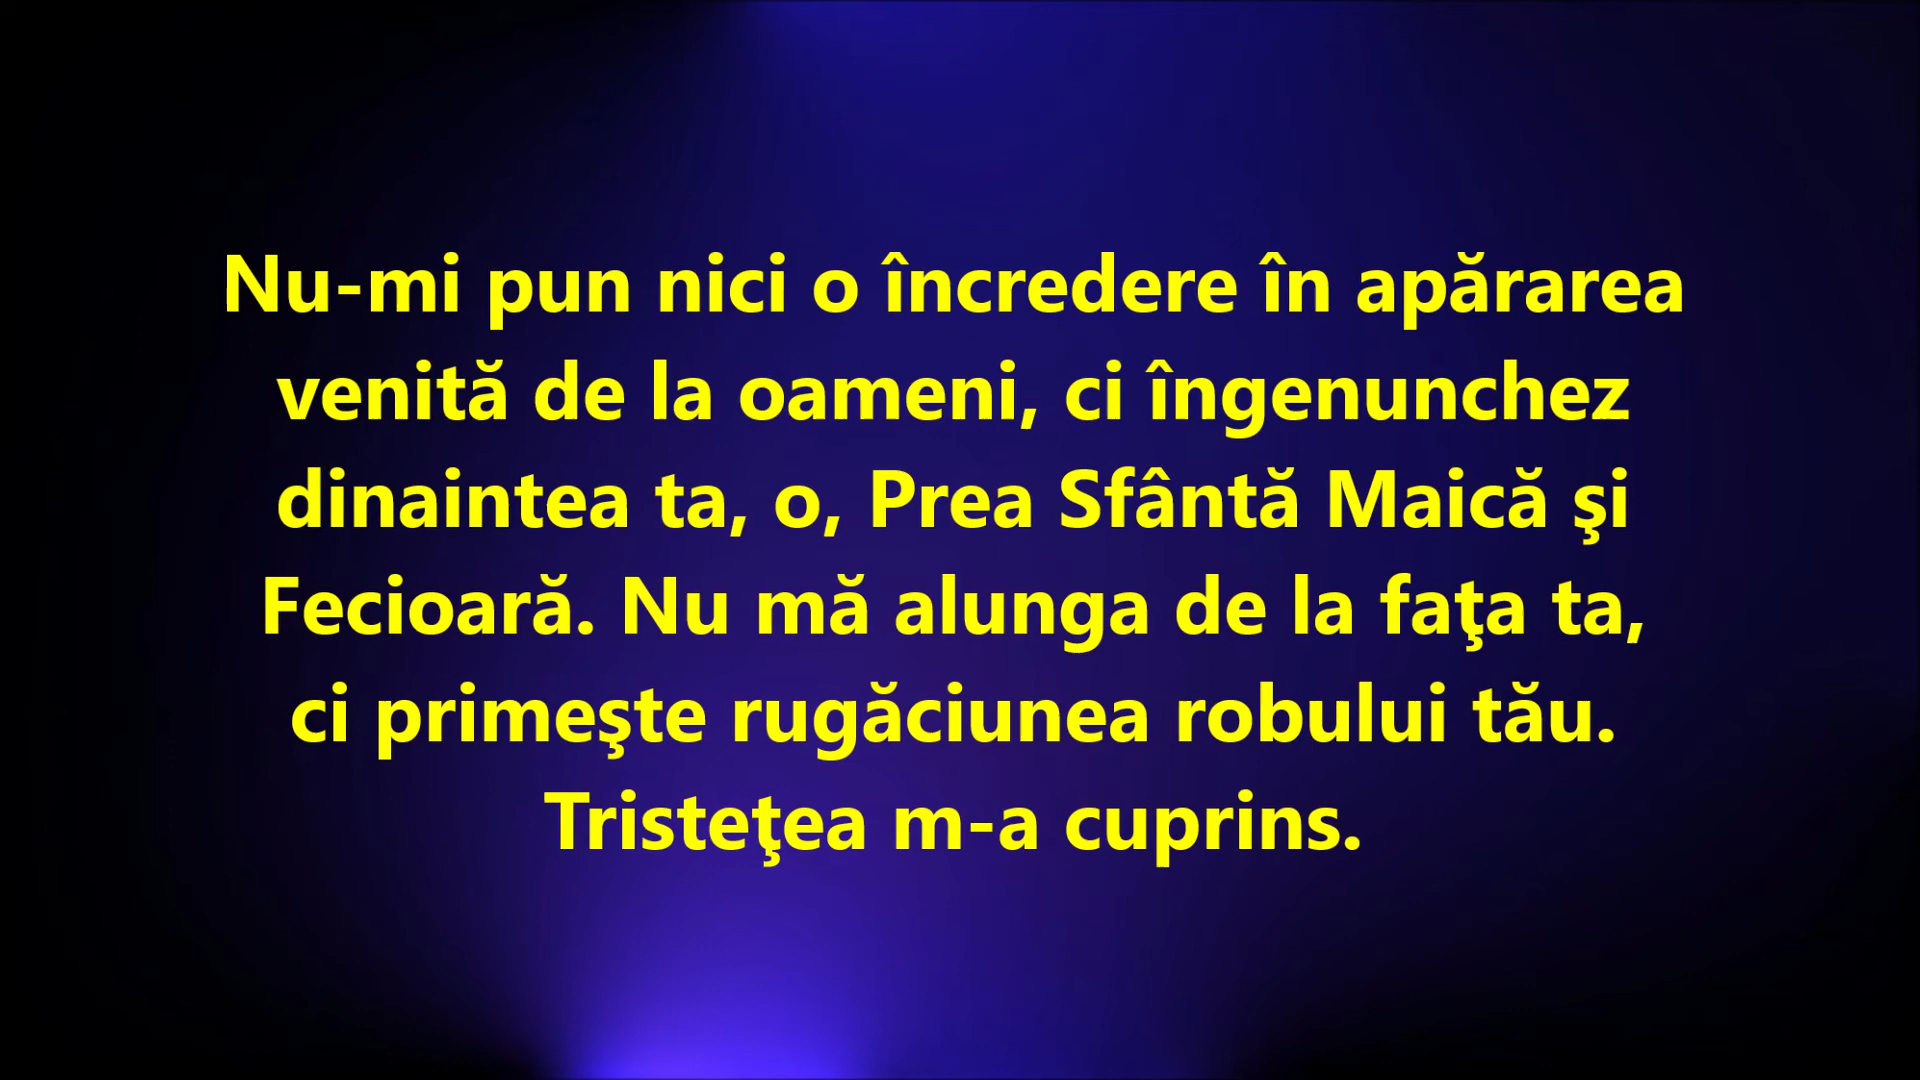 Nu-mi pun nici o încredere în apărarea
venită de la oameni, ci îngenunchez
dinaintea ta, o, Prea Sfântă Maică şi
Fecioară. Nu mă alunga de la faţa ta,
ci primeşte rugăciunea robului tău.
Tristeţea m-a cuprins.